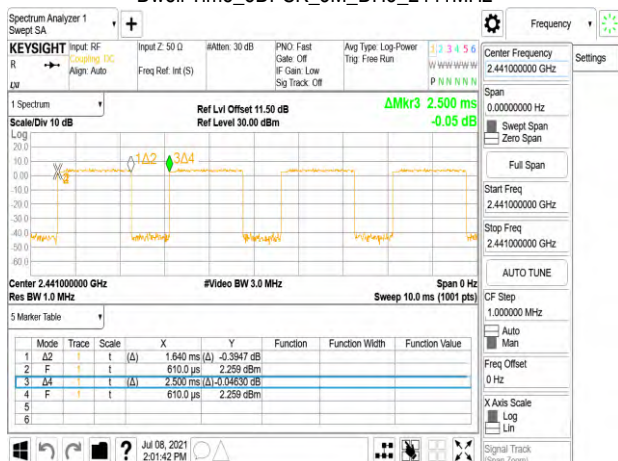 Spectrum Analyzer 1
Swept SA
+
Frequency
KEYSIGHT
R
LXI
Input: RF
Coupling: DC
Align: Auto
Input Z: 50 Ω
Freq Ref: Int (S)
#Atten: 30 dB
PNO: Fast
Gate: Off
IF Gain: Low
Sig Track: Off
Avg Type: Log-Power
Trig: Free Run
1 2 3 4 5 6
W W W W W W
P N N N N N
1 Spectrum
Scale/Div 10 dB
Ref Lvl Offset 11.50 dB
Ref Level 30.00 dBm
ΔMkr3 2.500 ms
-0.05 dB
Log
20.0
10.0
0.00
-10.0
-20.0
-30.0
-40.0
-50.0
-60.0
1Δ2
3Δ4
Center 2.441000000 GHz
Res BW 1.0 MHz
#Video BW 3.0 MHz
Span 0 Hz
Sweep 10.0 ms (1001 pts)
5 Marker Table
Mode Trace Scale X Y Function Function Width Function Value
1 Δ2 1 t (Δ) 1.640 ms (Δ) -0.3947 dB
2 F 1 t 610.0 µs 2.259 dBm
3 Δ4 1 t (Δ) 2.500 ms (Δ) -0.04630 dB
4 F 1 t 610.0 µs 2.259 dBm
5
6
?
Jul 08, 2021
2:01:42 PM
Center Frequency
2.441000000 GHz
Settings
Span
0.00000000 Hz
Swept Span
Zero Span
Full Span
Start Freq
2.441000000 GHz
Stop Freq
2.441000000 GHz
AUTO TUNE
CF Step
1.000000 MHz
Auto
Man
Freq Offset
0 Hz
X Axis Scale
Log
Lin
Signal Track
(Span Zoom)